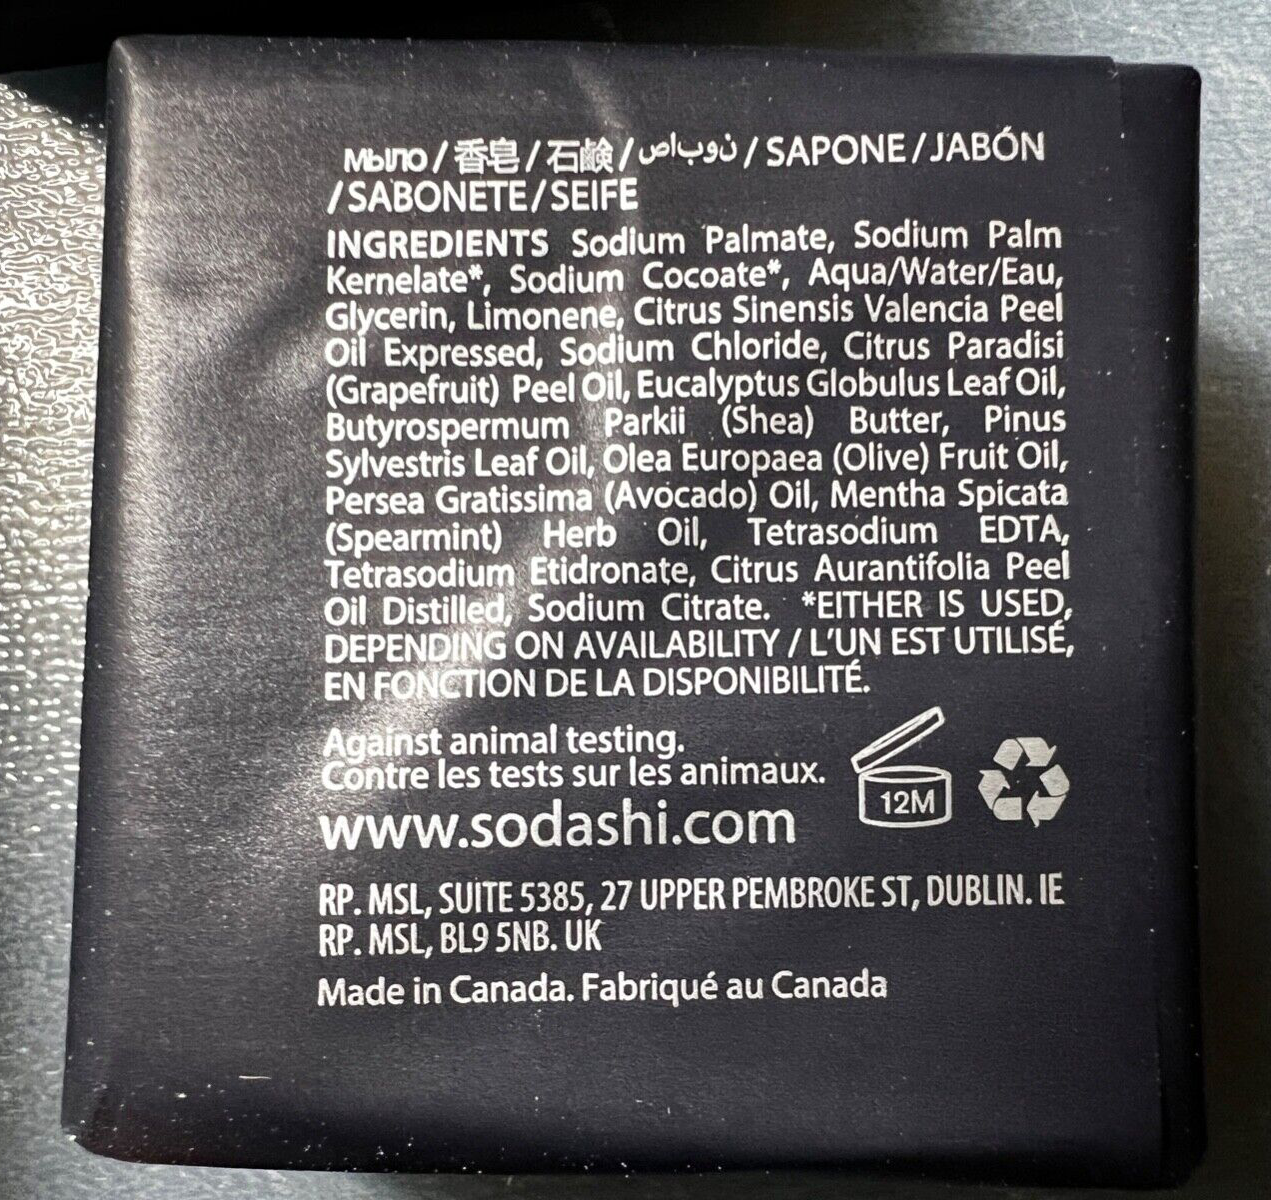 мыло / 香皂 / 石鹸 / ن و ب ا ص / SAPONE / JABÓN
/ SABONETE / SEIFE
INGREDIENTS Sodium Palmate, Sodium Palm
Kernelate*, Sodium Cocoate*, Aqua/Water/Eau,
Glycerin, Limonene, Citrus Sinensis Valencia Peel
Oil Expressed, Sodium Chloride, Citrus Paradisi
(Grapefruit) Peel Oil, Eucalyptus Globulus Leaf Oil,
Butyrospermum Parkii (Shea) Butter, Pinus
Sylvestris Leaf Oil, Olea Europaea (Olive) Fruit Oil,
Persea Gratissima (Avocado) Oil, Mentha Spicata
(Spearmint) Herb Oil, Tetrasodium EDTA,
Tetrasodium Etidronate, Citrus Aurantifolia Peel
Oil Distilled, Sodium Citrate. *EITHER IS USED,
DEPENDING ON AVAILABILITY / L'UN EST UTILISÉ,
EN FONCTION DE LA DISPONIBILITÉ.
Against animal testing.
Contre les tests sur les animaux.
12M
www.sodashi.com
RP. MSL, SUITE 5385, 27 UPPER PEMBROKE ST, DUBLIN. IE
RP. MSL, BL9 5NB. UK
Made in Canada. Fabriqué au Canada